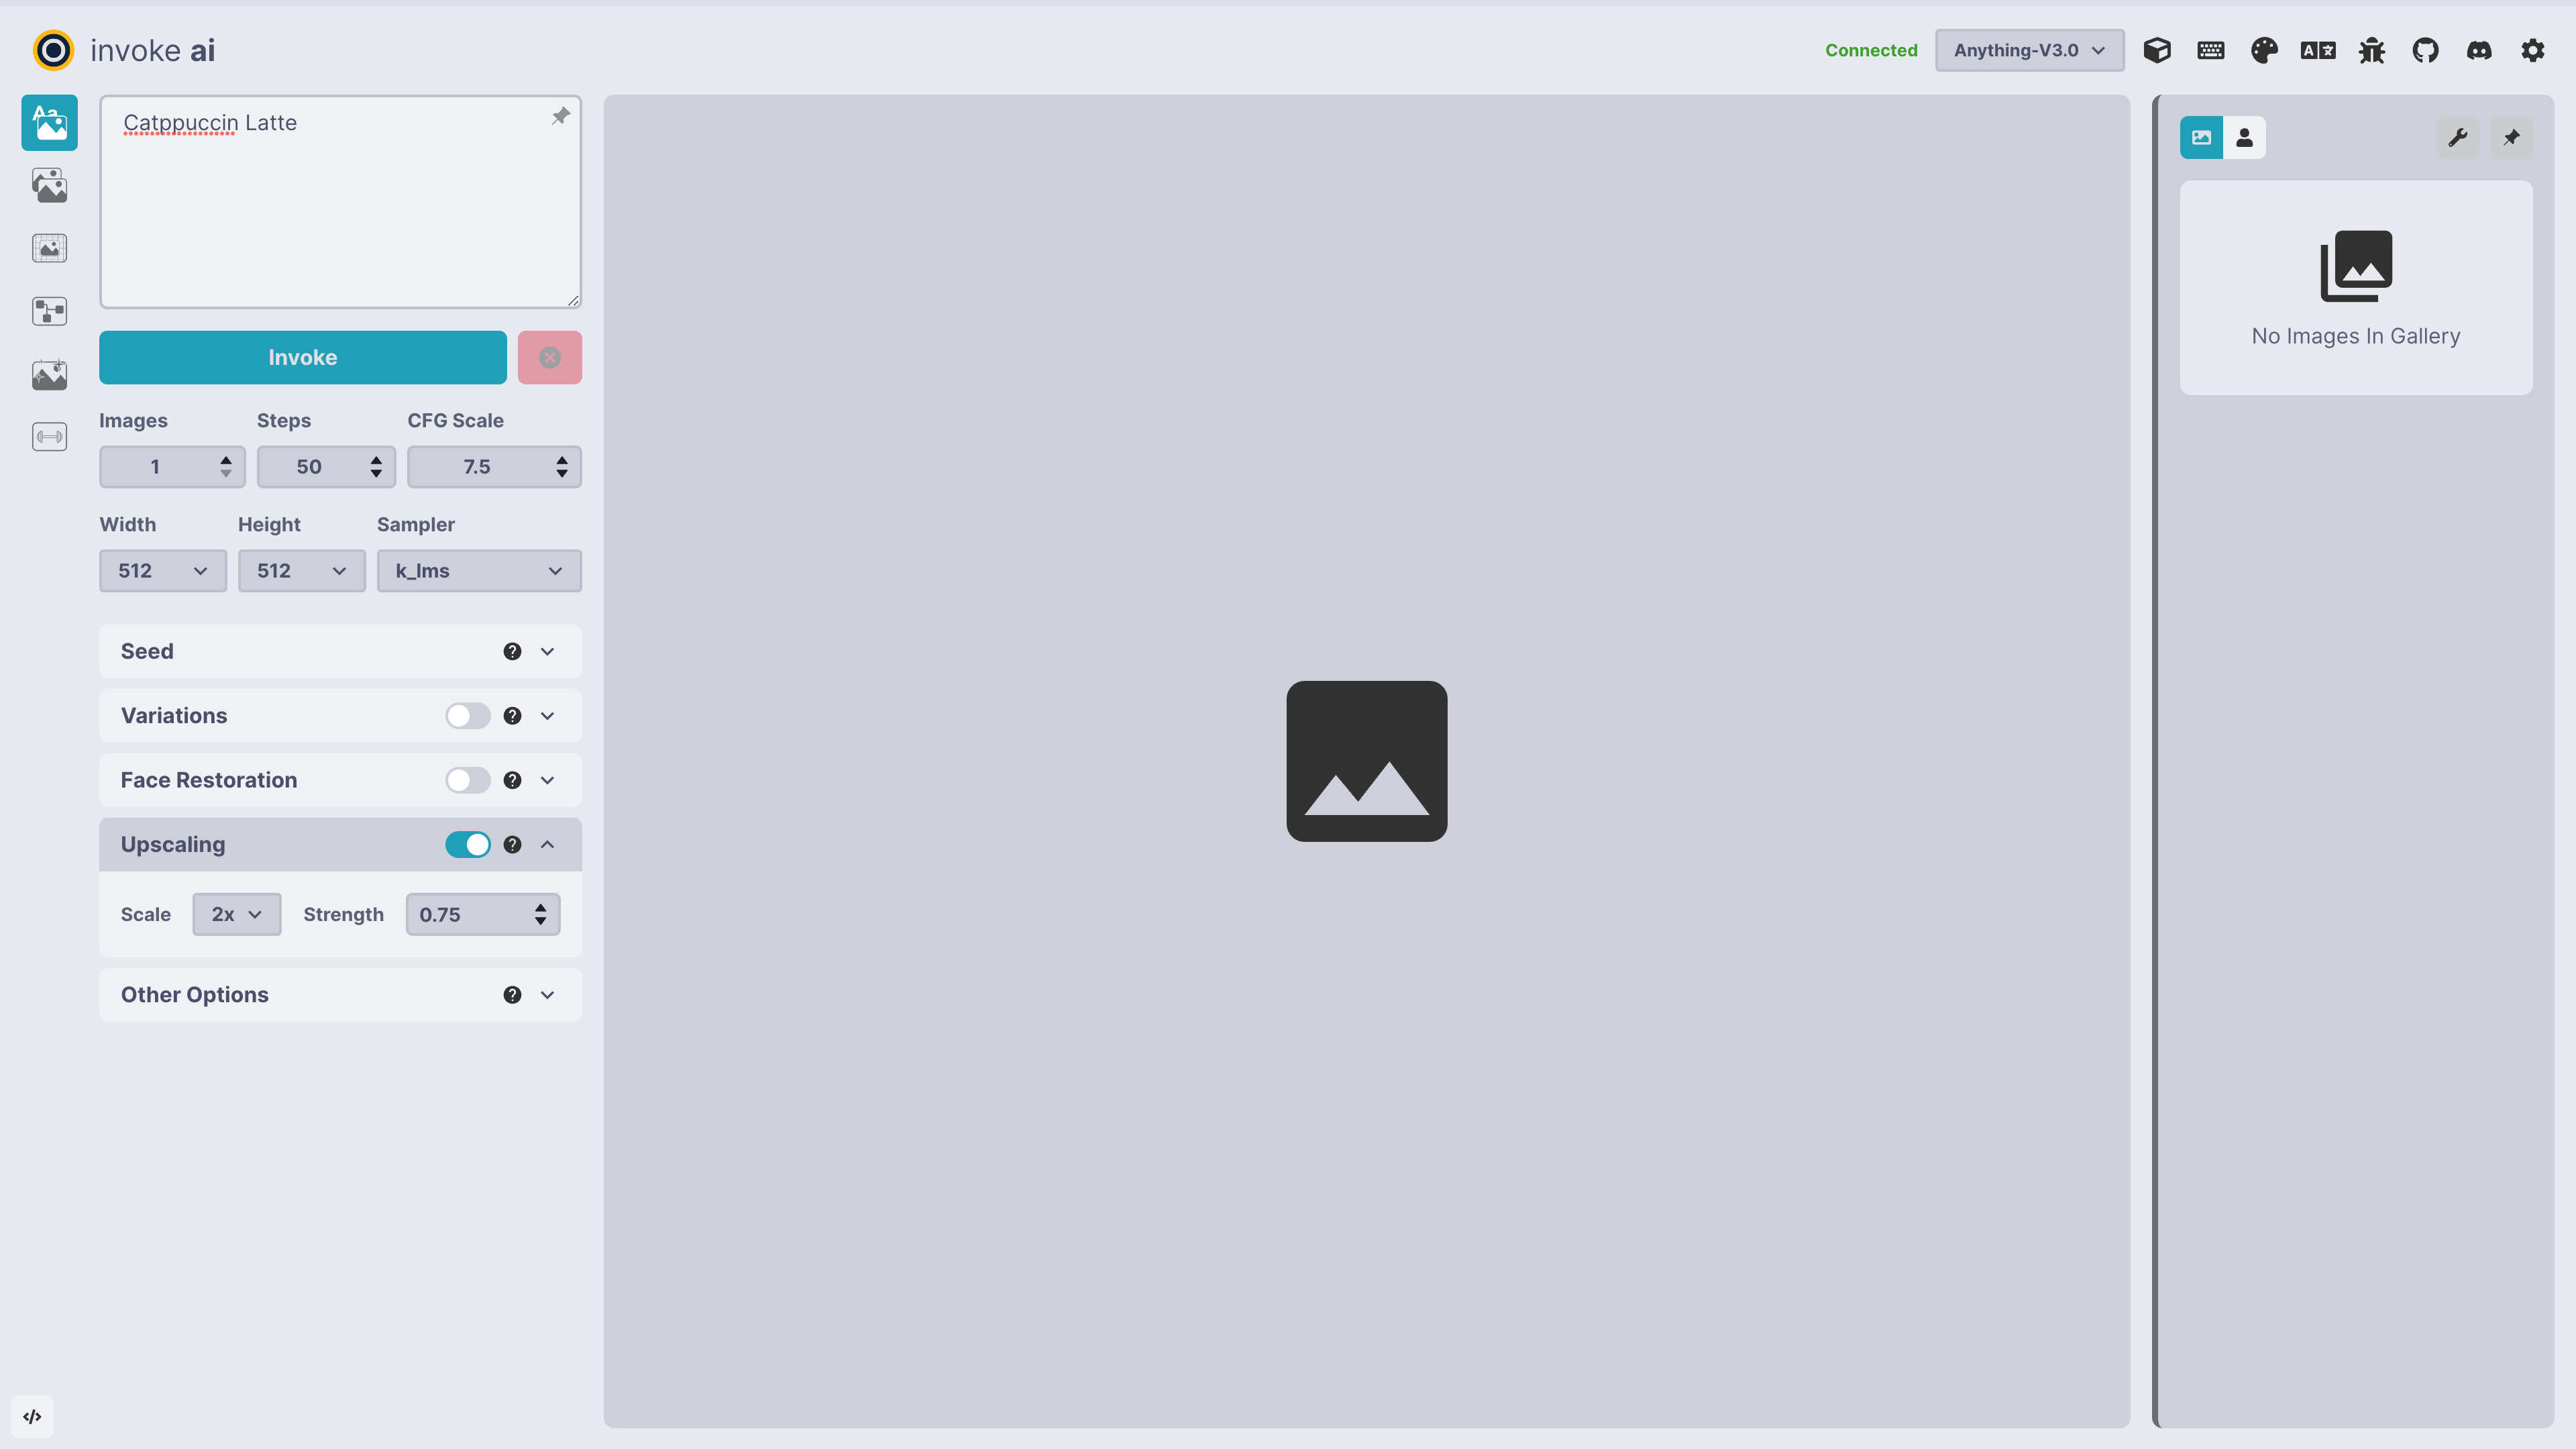 invoke ai
Connected
Anything-V3.0
Catppuccin Latte
Invoke
Images Steps CFG Scale
1 50 7.5
Width Height Sampler
512 512 k_lms
Seed
Variations
Face Restoration
Upscaling
Scale 2x Strength 0.75
Other Options
No Images In Gallery